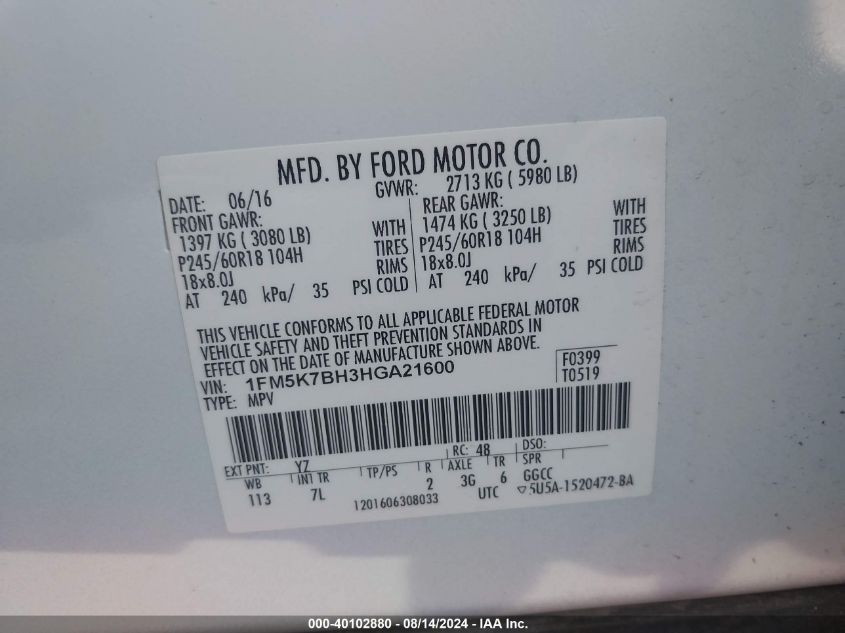 MFD. BY FORD MOTOR CO.
DATE: 06/16 GVWR: 2713 KG ( 5980 LB)
FRONT GAWR: REAR GAWR:
1397 KG ( 3080 LB) WITH 1474 KG ( 3250 LB) WITH
P245/60R18 104H TIRES P245/60R18 104H TIRES
18x8.0J RIMS 18x8.0J RIMS
AT 240 kPa/ 35 PSI COLD AT 240 kPa/ 35 PSI COLD
THIS VEHICLE CONFORMS TO ALL APPLICABLE FEDERAL MOTOR
VEHICLE SAFETY AND THEFT PREVENTION STANDARDS IN
EFFECT ON THE DATE OF MANUFACTURE SHOWN ABOVE.
VIN: 1FM5K7BH3HGA21600 F0399
TYPE: MPV T0519
EXT PNT: YZ RC: 48 DSO:
WB INT TR TP/PS R AXLE TR SPR
113 7L 2 3G 6 GGCC
1201606308033 UTC ▽5U5A-1520472-BA
000-40102880 - 08/14/2024 - IAA Inc.